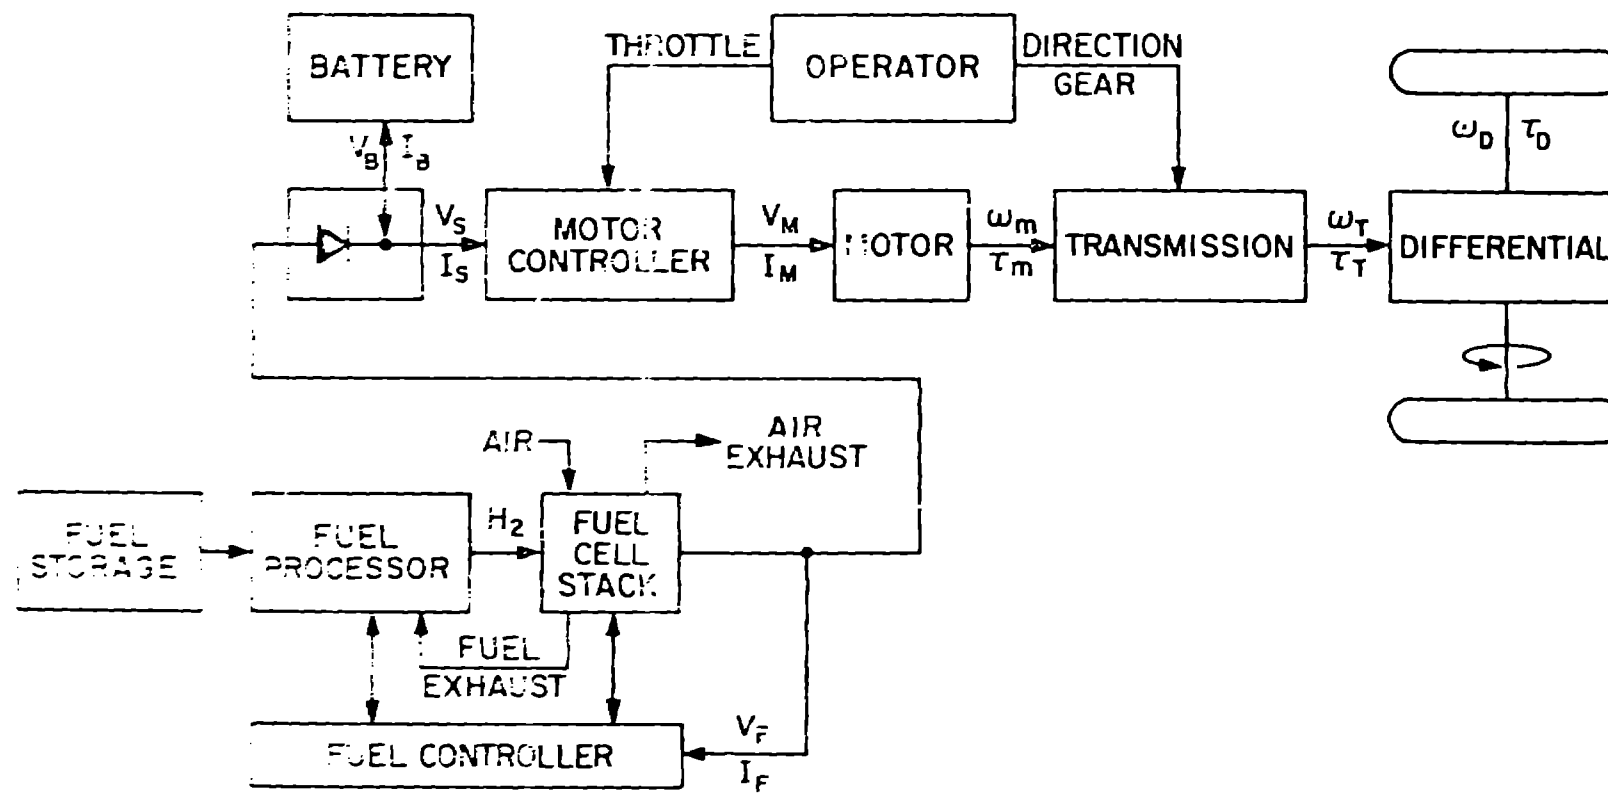 BATTERY
THROTTLE
OPERATOR
DIRECTION
GEAR
V_B I_B
ω_D τ_D
V_S
I_S
MOTOR
CONTROLLER
V_M
I_M
MOTOR
ω_m
τ_m
TRANSMISSION
ω_T
τ_T
DIFFERENTIAL
AIR
AIR
EXHAUST
FUEL
STORAGE
FUEL
PROCESSOR
H_2
FUEL
CELL
STACK
FUEL
EXHAUST
FUEL CONTROLLER
V_F
I_F